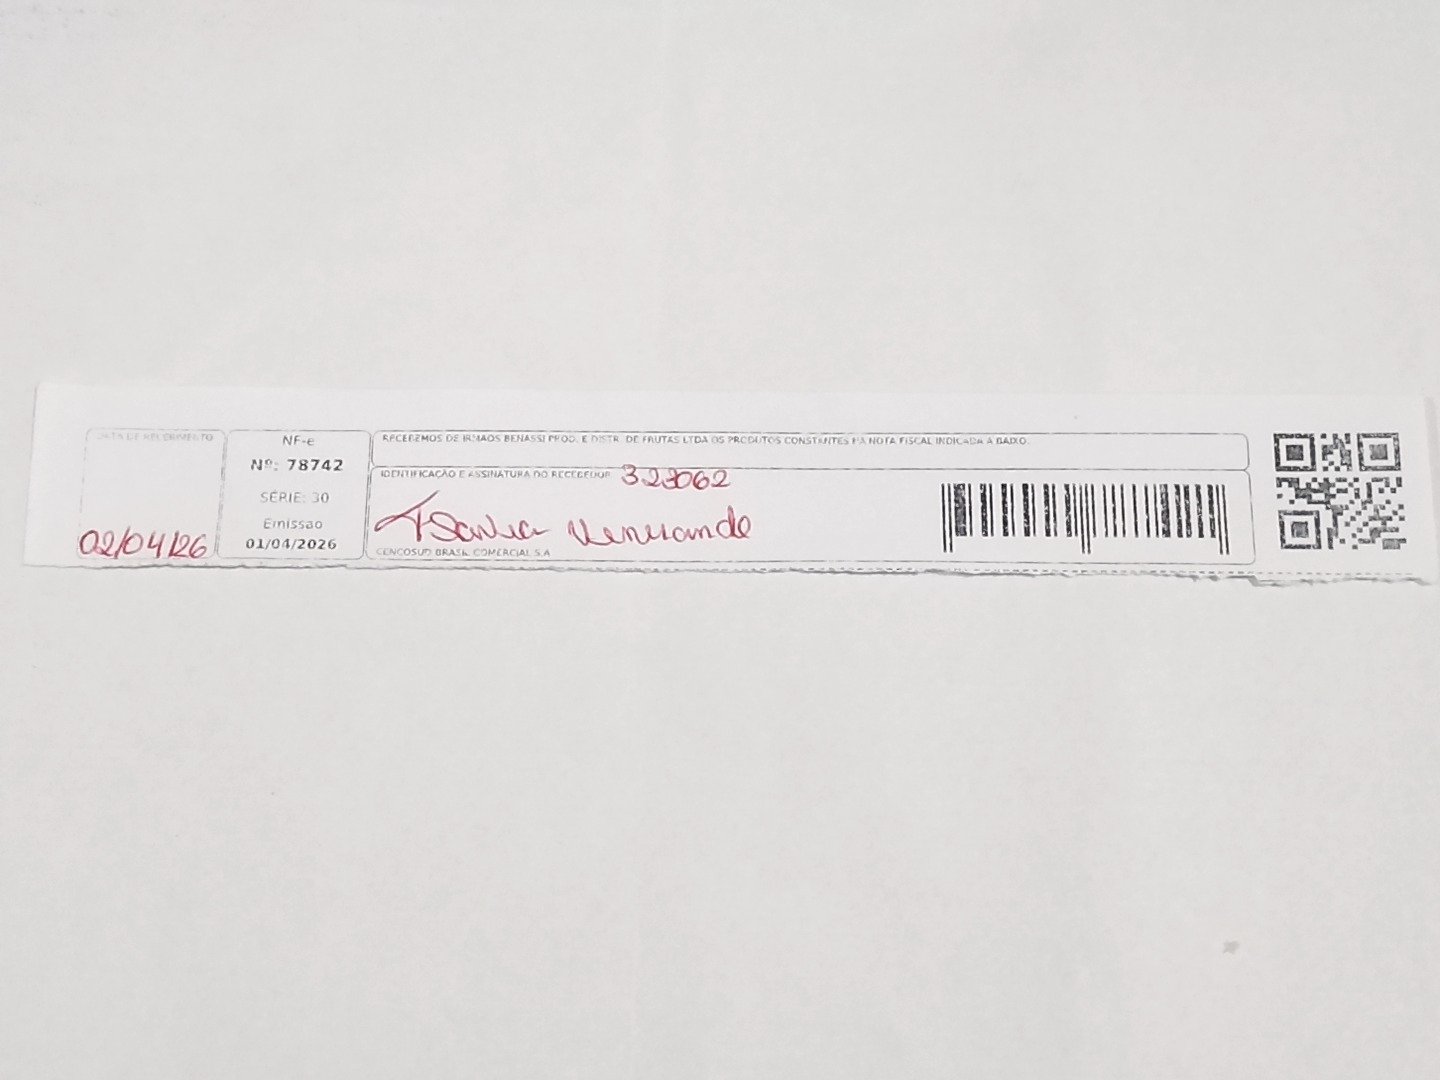 DATA DE RECEBIMENTO
02/04/26
NF-e
Nº: 78742
SÉRIE: 30
Emissao
01/04/2026
RECEBEMOS DE IRMAOS BENASSI PROD. E DISTR. DE FRUTAS LTDA OS PRODUTOS CONSTANTES NA NOTA FISCAL INDICADA A BAIXO.
IDENTIFICAÇÃO E ASSINATURA DO RECEBEDOR
CENCOSUD BRASIL COMERCIAL S.A